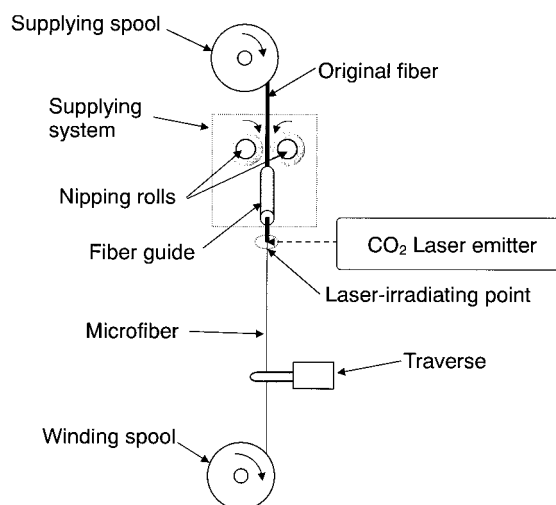 Supplying spool
Original fiber
Supplying
system
Nipping rolls
Fiber guide
CO₂ Laser emitter
Laser-irradiating point
Microfiber
Traverse
Winding spool